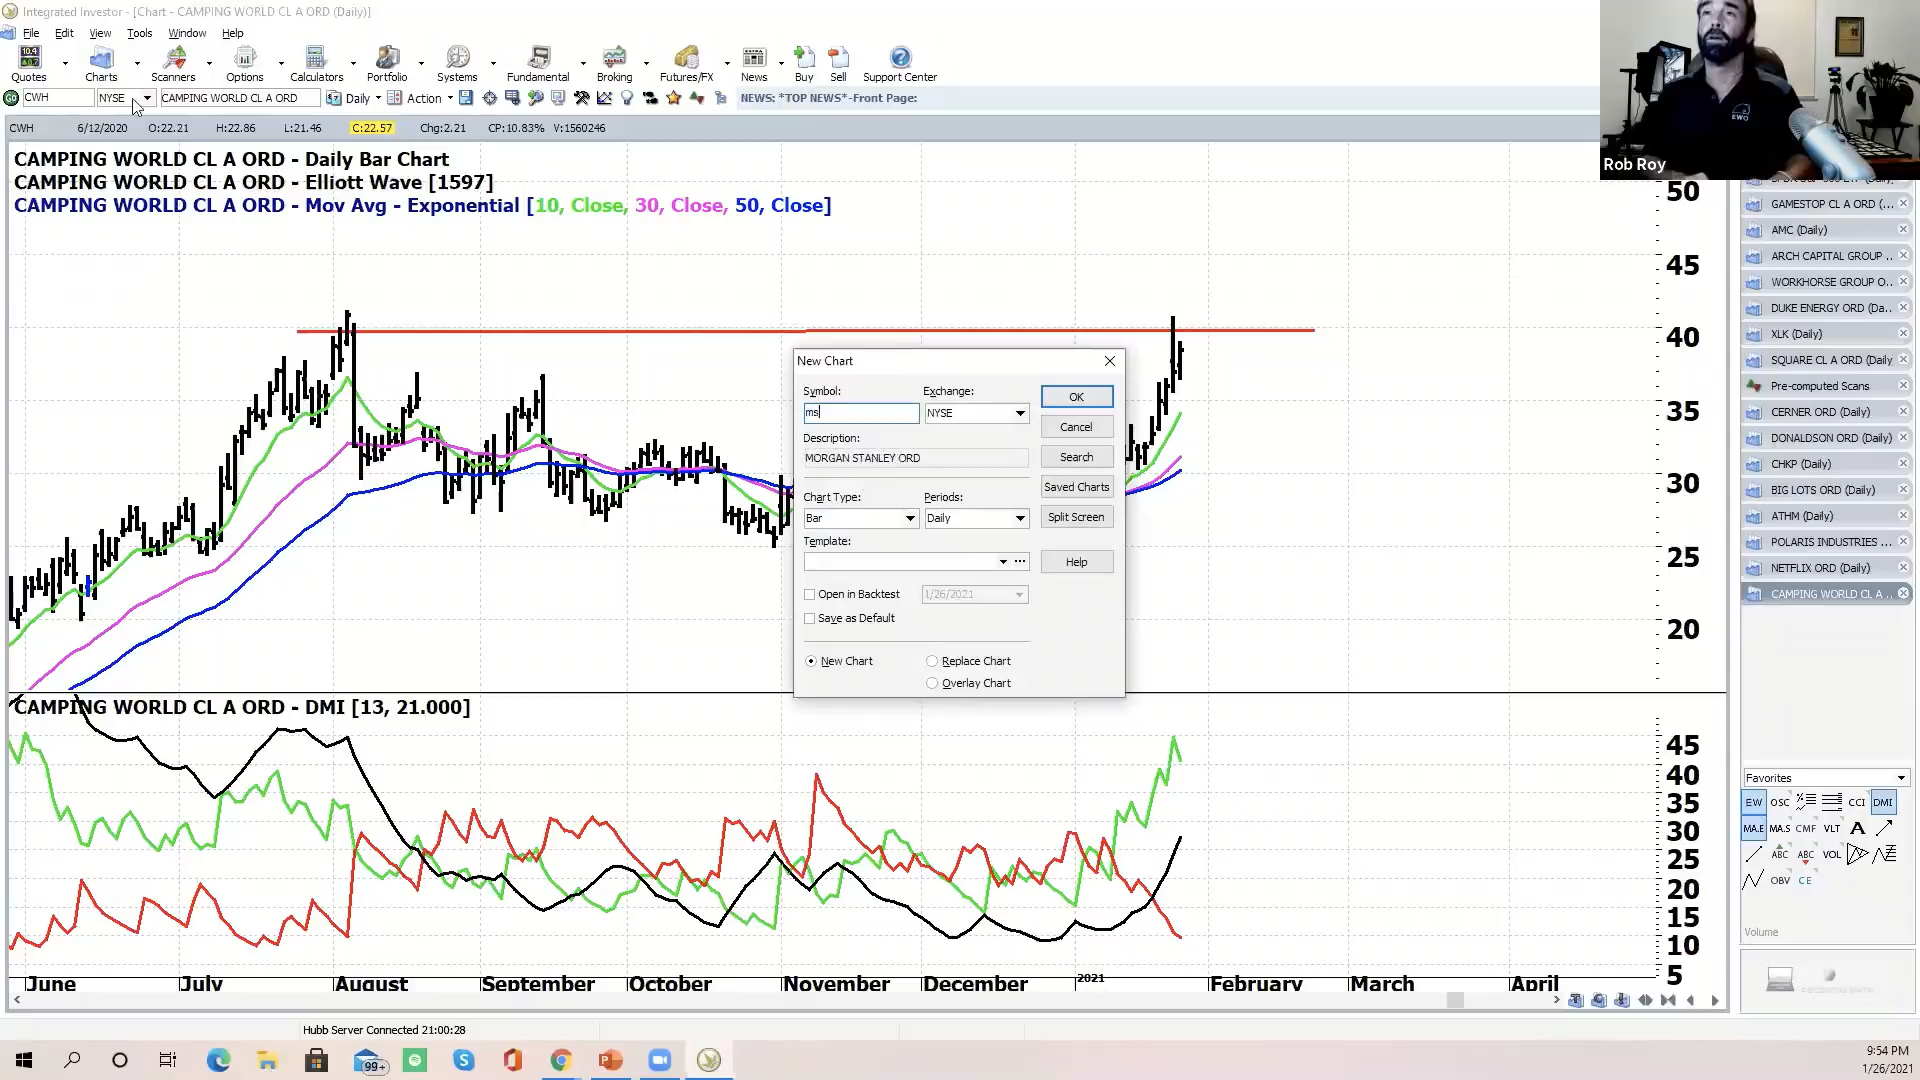 Integrated Investor - [Chart - CAMPING WORLD CL A ORD (Daily)]
File Edit View Tools Window Help
Quotes Charts Scanners Options Calculators Portfolio Systems Fundamental Broking Futures/FX News Buy Sell Support Center
CWH NYSE CAMPING WORLD CL A ORD Daily Action NEWS: *TOP NEWS*-Front Page:
CWH 6/12/2020 O:22.21 H:22.86 L:21.46 C:22.57 Chg:2.21 CP:10.83% V:1560246
EWO
Rob Roy
CAMPING WORLD CL A ORD - Daily Bar Chart
CAMPING WORLD CL A ORD - Elliott Wave [1597]
CAMPING WORLD CL A ORD - Mov Avg - Exponential [10, Close, 30, Close, 50, Close]
50
45
40
35
30
25
20
New Chart
Symbol: Exchange:
ms NYSE
Description:
MORGAN STANLEY ORD
Chart Type: Periods:
Bar Daily
Template:
Open in Backtest 1/26/2021
Save as Default
New Chart Replace Chart
Overlay Chart
OK
Cancel
Search
Saved Charts
Split Screen
Help
GAMESTOP CL A ORD (...
AMC (Daily)
ARCH CAPITAL GROUP ..
WORKHORSE GROUP O..
DUKE ENERGY ORD (Da..
XLK (Daily)
SQUARE CL A ORD (Daily)
Pre-computed Scans
CERNER ORD (Daily)
DONALDSON ORD (Daily)
CHKP (Daily)
BIG LOTS ORD (Daily)
ATHM (Daily)
POLARIS INDUSTRIES ...
NETFLIX ORD (Daily)
CAMPING WORLD CL A ..
CAMPING WORLD CL A ORD - DMI [13, 21.000]
45
40
35
30
25
20
15
10
5
Favorites
EW OSC CCI DMI
MA.E MA.S CMF VLT A
ABC ABC VOL
OBV CE
Volume
June July August September October November December 2021 February March April
Hubb Server Connected 21:00:28
99+
9:54 PM
1/26/2021